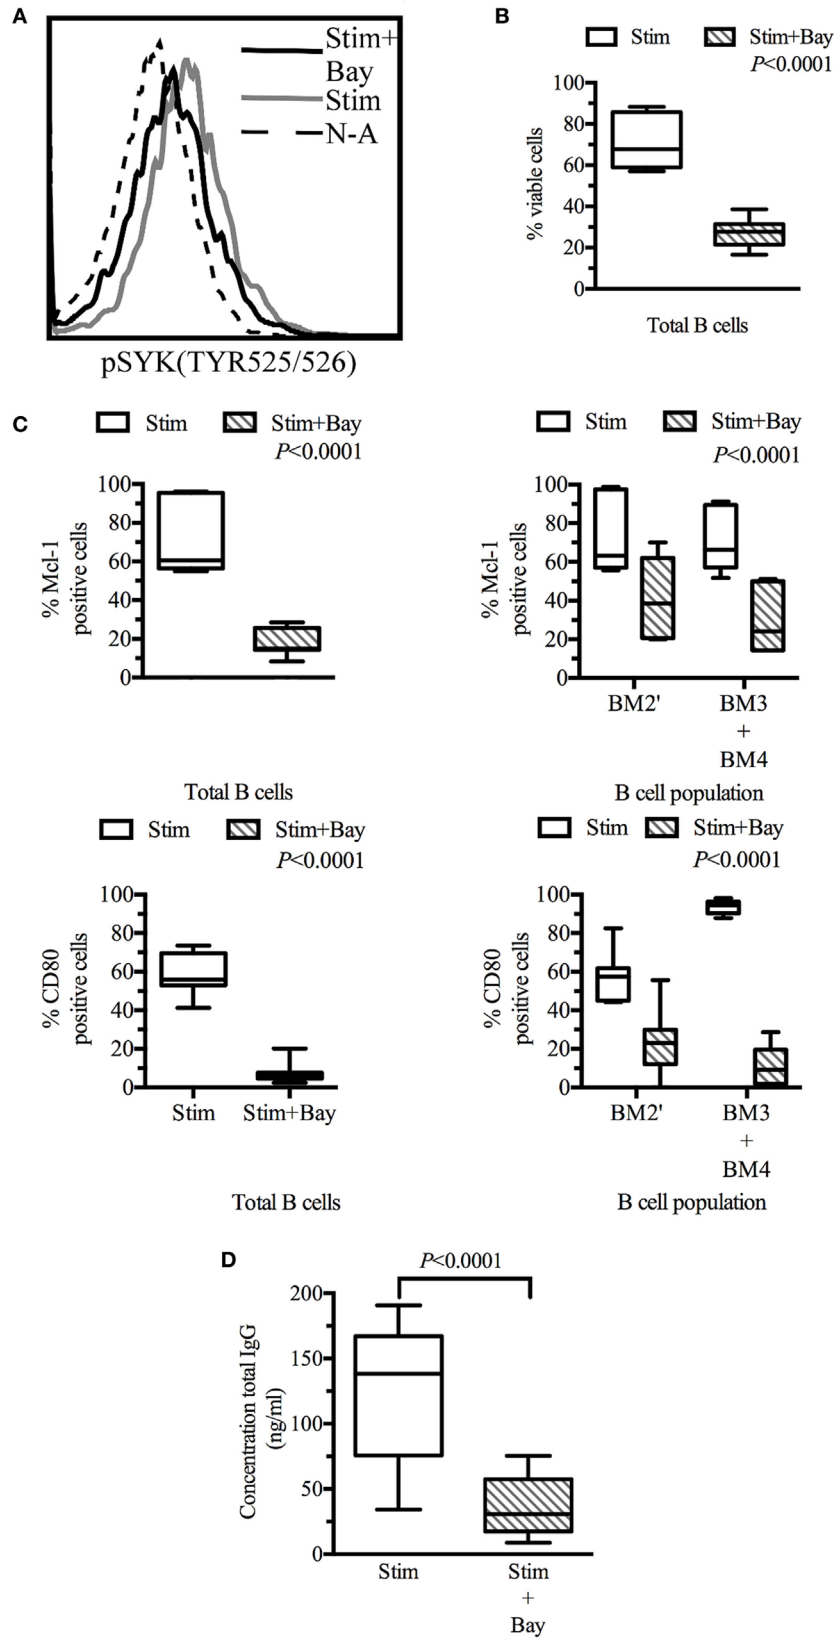 A
Stim+
Bay
Stim
N-A
pSYK(TYR525/526)
B
Stim Stim+Bay
P<0.0001
100
80
60
40
20
0
% viable cells
Total B cells
C
Stim Stim+Bay
P<0.0001
100
80
60
40
20
0
% Mcl-1
positive cells
Total B cells
Stim Stim+Bay
P<0.0001
100
80
60
40
20
0
% Mcl-1
positive cells
BM2' BM3
+
BM4
B cell population
Stim Stim+Bay
P<0.0001
100
80
60
40
20
0
% CD80
positive cells
Stim Stim+Bay
Total B cells
Stim Stim+Bay
P<0.0001
100
80
60
40
20
0
% CD80
positive cells
BM2' BM3
+
BM4
B cell population
D
P<0.0001
200
150
100
50
0
Concentration total IgG
(ng/ml)
Stim Stim
+
Bay